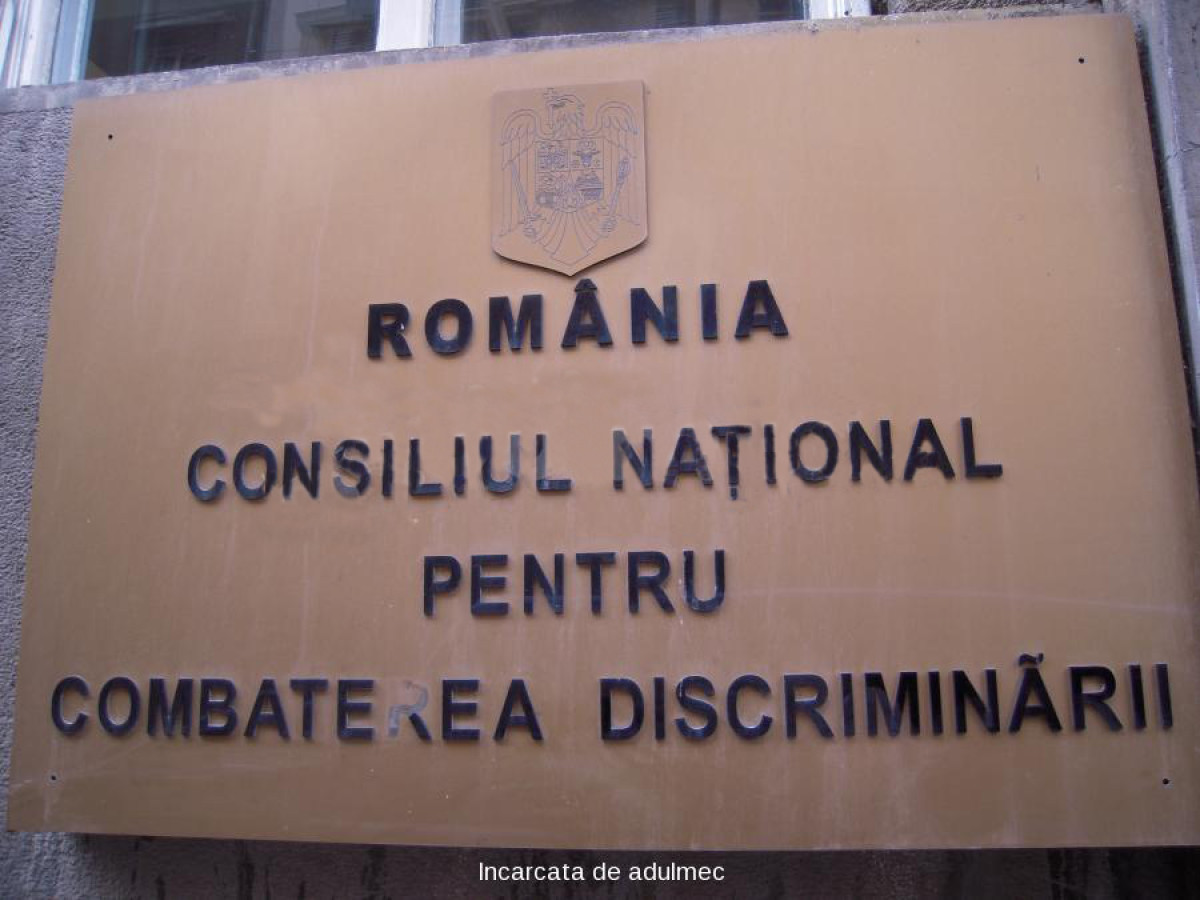 ROMÂNIA
CONSILIUL NAȚIONAL
PENTRU
COMBATEREA DISCRIMINÃRII
Incarcata de adulmec